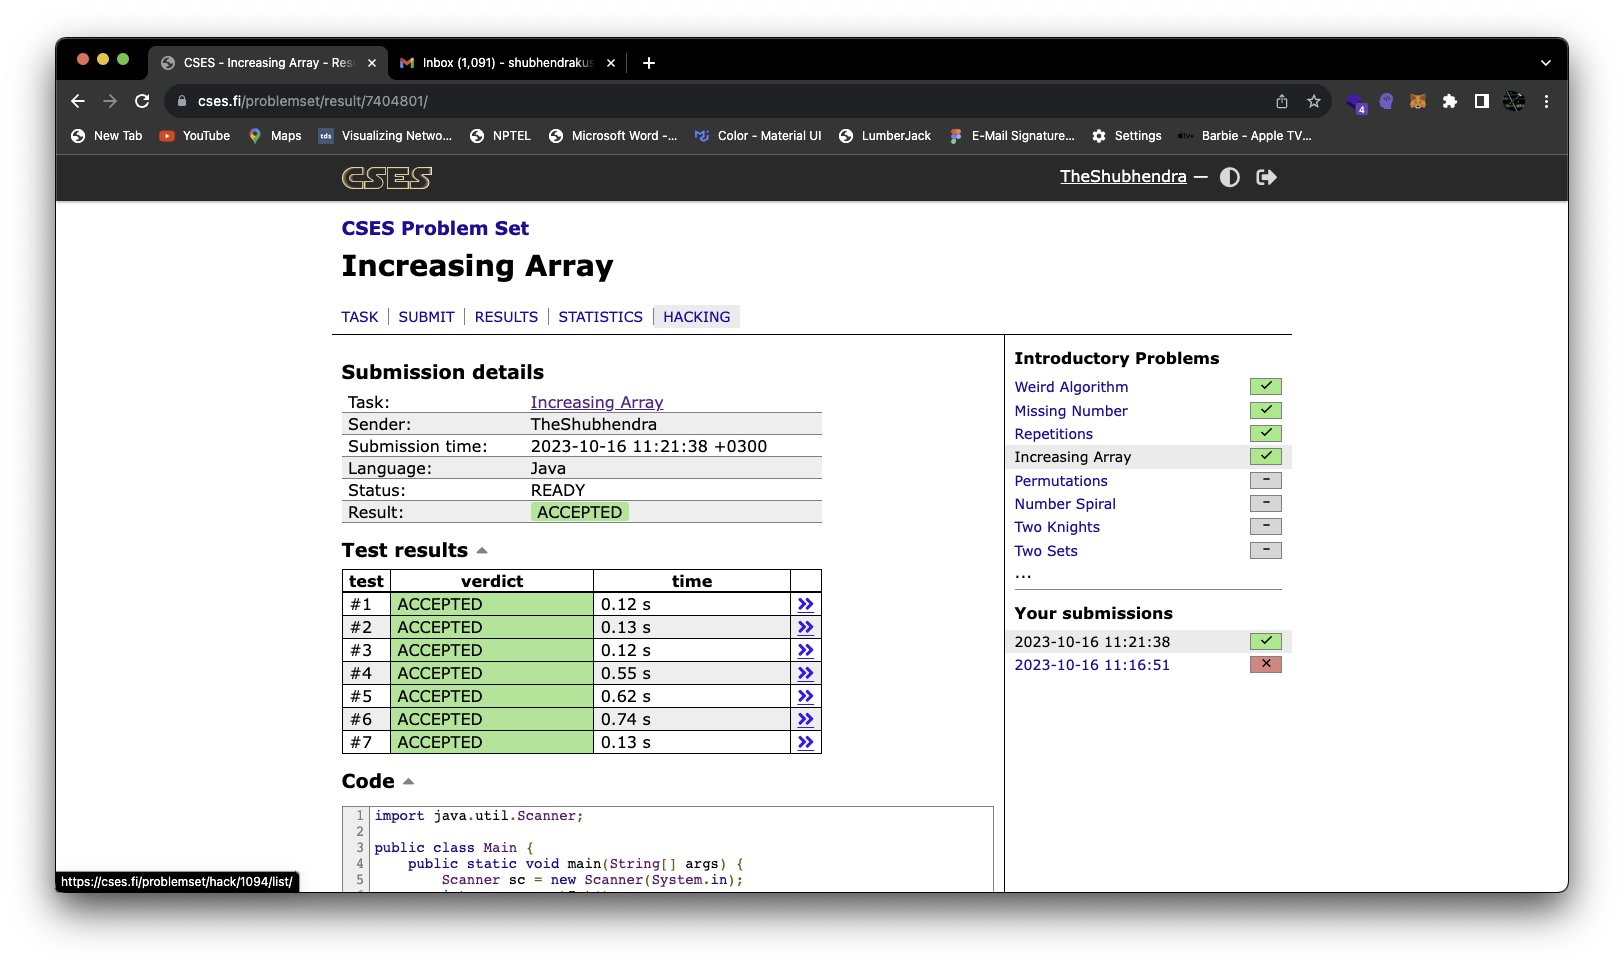 CSES - Increasing Array - Res
Inbox (1,091) - shubhendrakus
cses.fi/problemset/result/7404801/
4
New Tab YouTube Maps tds Visualizing Netwo... NPTEL Microsoft Word -... Color - Material UI LumberJack E-Mail Signature... Settings tv+ Barbie - Apple TV...
CSES
TheShubhendra —
CSES Problem Set
Increasing Array
TASK SUBMIT RESULTS STATISTICS HACKING
Submission details
Task: Increasing Array
Sender: TheShubhendra
Submission time: 2023-10-16 11:21:38 +0300
Language: Java
Status: READY
Result: ACCEPTED
Test results
test verdict time
#1 ACCEPTED 0.12 s »
#2 ACCEPTED 0.13 s »
#3 ACCEPTED 0.12 s »
#4 ACCEPTED 0.55 s »
#5 ACCEPTED 0.62 s »
#6 ACCEPTED 0.74 s »
#7 ACCEPTED 0.13 s »
Code
1 import java.util.Scanner;
2
3 public class Main {
4 public static void main(String[] args) {
5 Scanner sc = new Scanner(System.in);
Introductory Problems
Weird Algorithm
Missing Number
Repetitions
Increasing Array
Permutations -
Number Spiral -
Two Knights -
Two Sets -
...
Your submissions
2023-10-16 11:21:38
2023-10-16 11:16:51
https://cses.fi/problemset/hack/1094/list/